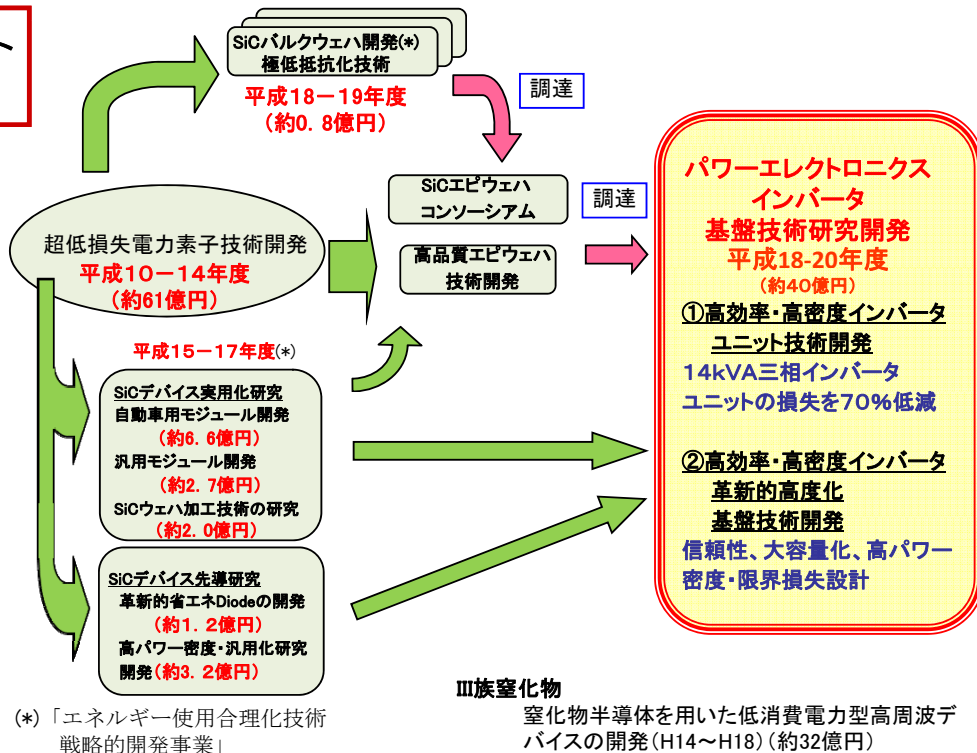 ト
SiCバルクウェハ開発(*)
極低抵抗化技術
平成18－19年度
(約0. 8億円)
調達
SiCエピウェハ
コンソーシアム
調達
高品質エピウェハ
技術開発
超低損失電力素子技術開発
平成10－14年度
(約61億円)
平成15－17年度(*)
SiCデバイス実用化研究
自動車用モジュール開発
(約6. 6億円)
汎用モジュール開発
(約2. 7億円)
SiCウェハ加工技術の研究
(約2. 0億円)
SiCデバイス先導研究
革新的省エネDiodeの開発
(約1. 2億円)
高パワー密度・汎用化研究
開発(約3. 2億円)
(*)「エネルギー使用合理化技術
戦略的開発事業」
パワーエレクトロニクス
インバータ
基盤技術研究開発
平成18-20年度
(約40億円)
①高効率・高密度インバータ
ユニット技術開発
14kVA三相インバータ
ユニットの損失を70%低減
②高効率・高密度インバータ
革新的高度化
基盤技術開発
信頼性、大容量化、高パワー
密度・限界損失設計
III族窒化物
窒化物半導体を用いた低消費電力型高周波デ
バイスの開発(H14～H18)(約32億円)